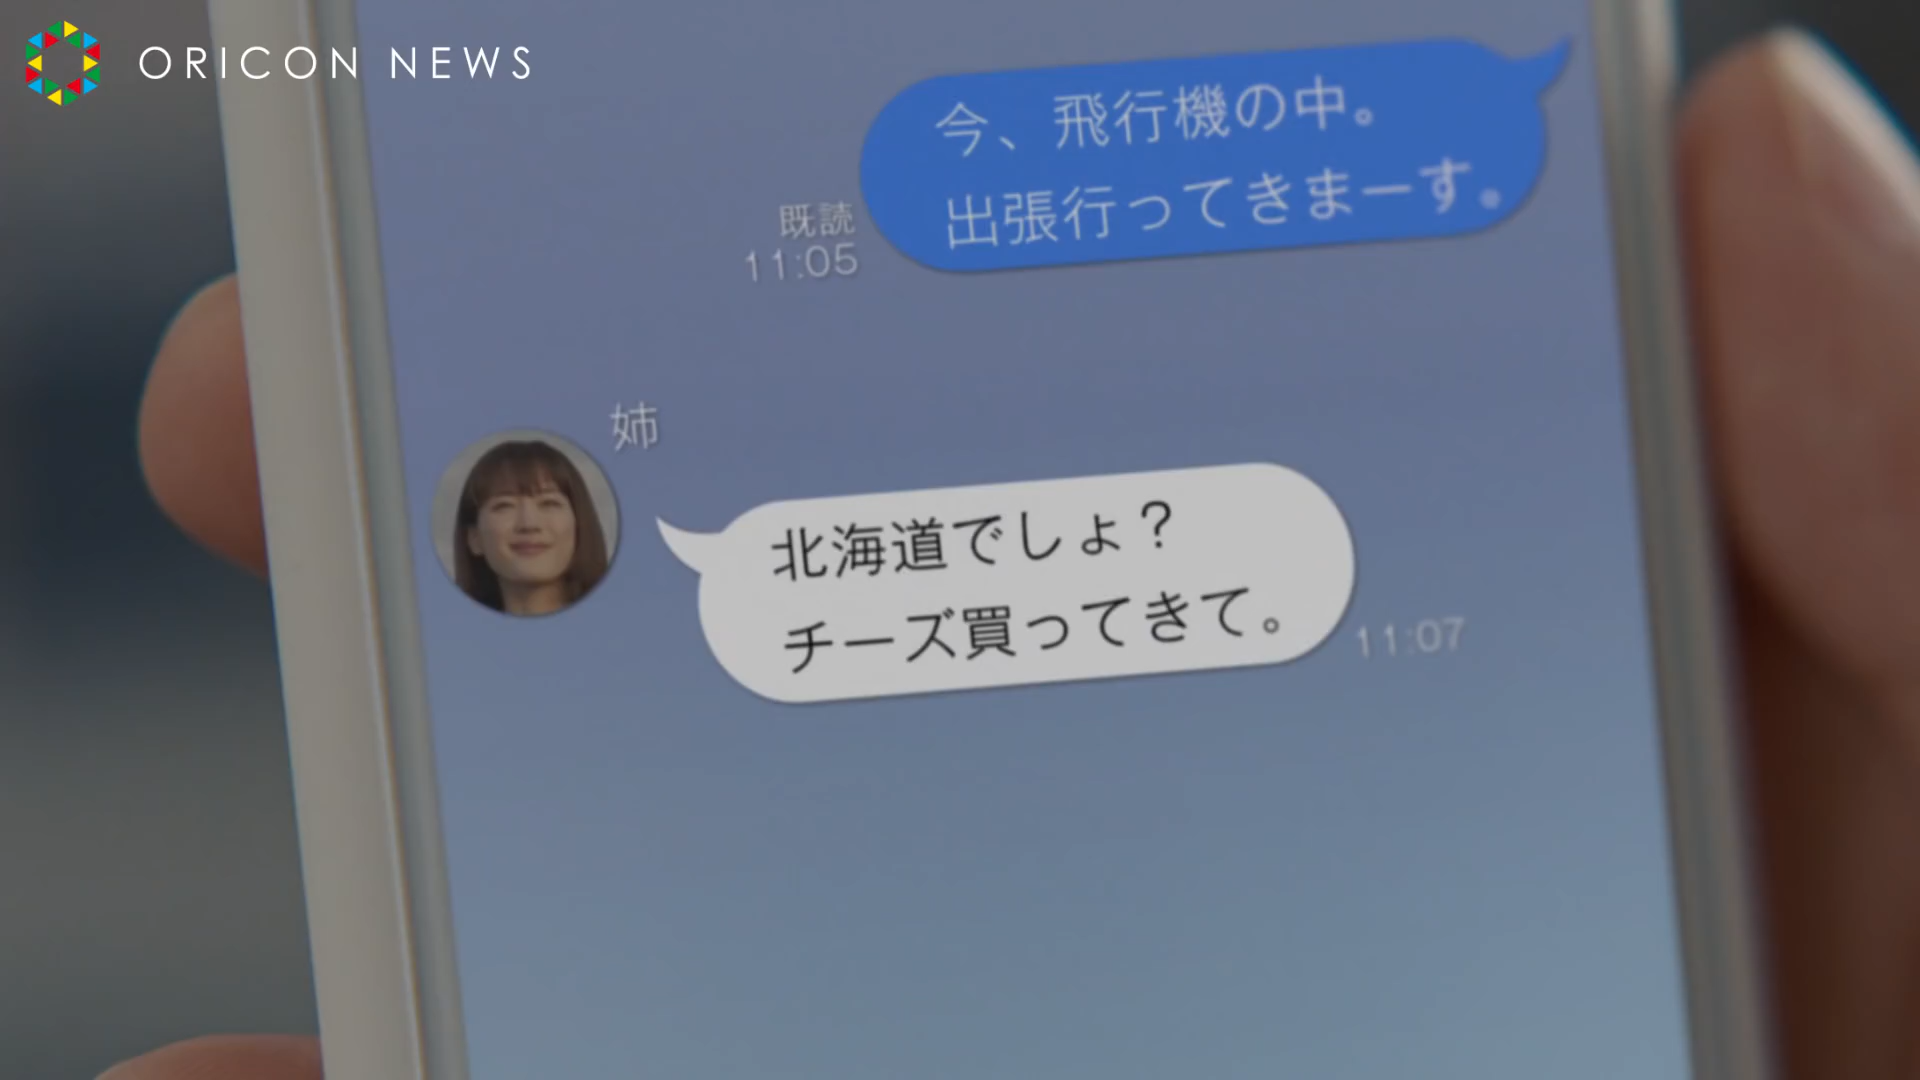 ORICON NEWS
今、飛行機の中。
出張行ってきまーす。
既読
11:05
姉
北海道でしょ？
チーズ買ってきて。
11:07